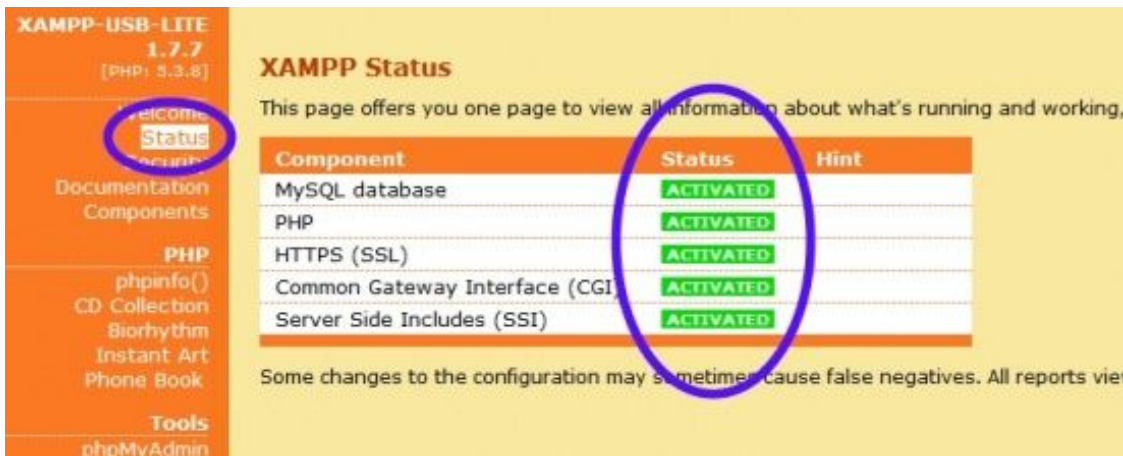 XAMPP-USB-LITE
1.7.7
[PHP: 5.3.8]
Welcome
Status
Security
Documentation
Components
PHP
phpinfo()
CD Collection
Biorhythm
Instant Art
Phone Book
Tools
phpMyAdmin
XAMPP Status
This page offers you one page to view all information about what's running and working,
Component Status Hint
MySQL database ACTIVATED
PHP ACTIVATED
HTTPS (SSL) ACTIVATED
Common Gateway Interface (CGI) ACTIVATED
Server Side Includes (SSI) ACTIVATED
Some changes to the configuration may sometimes cause false negatives. All reports vie